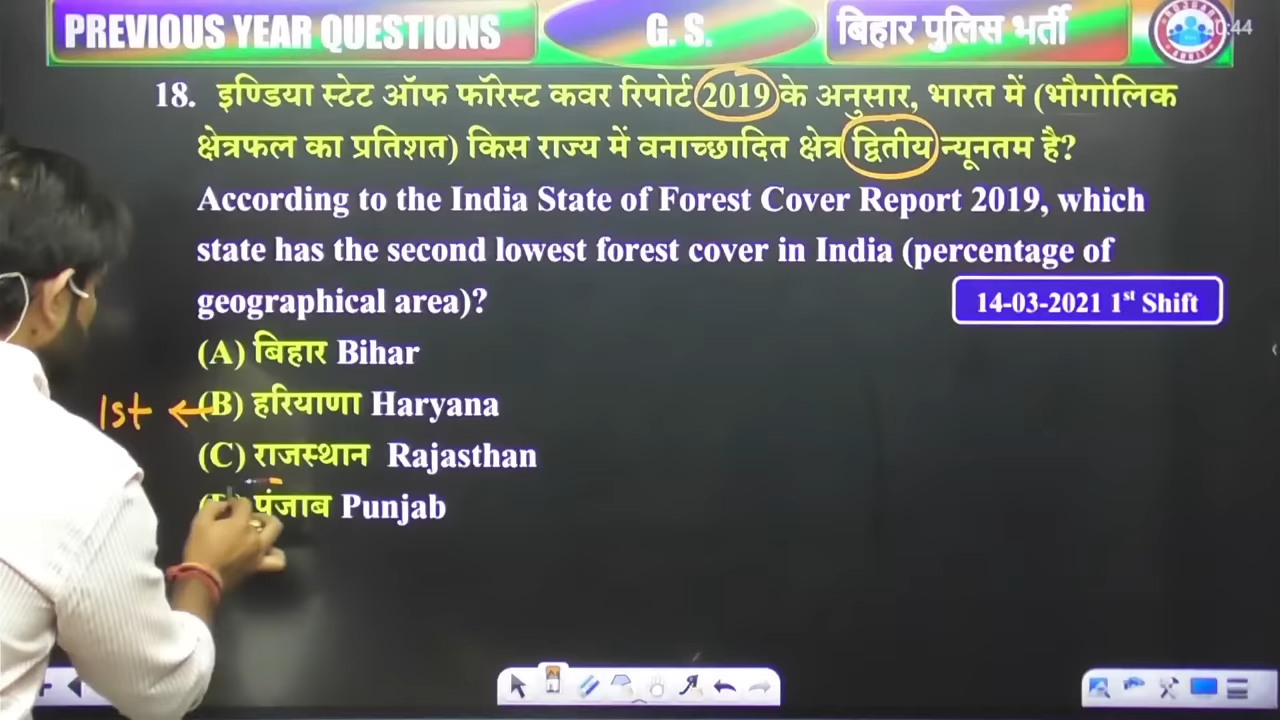 PREVIOUS YEAR QUESTIONS G. S. बिहार पुलिस भर्ती
:44
18. इण्डिया स्टेट ऑफ फॉरेस्ट कवर रिपोर्ट 2019 के अनुसार, भारत में (भौगोलिक
क्षेत्रफल का प्रतिशत) किस राज्य में वनाच्छादित क्षेत्र द्वितीय न्यूनतम है?
According to the India State of Forest Cover Report 2019, which
state has the second lowest forest cover in India (percentage of
geographical area)?
14-03-2021 1st Shift
(A) बिहार Bihar
1st ← (B) हरियाणा Haryana
(C) राजस्थान Rajasthan
पंजाब Punjab